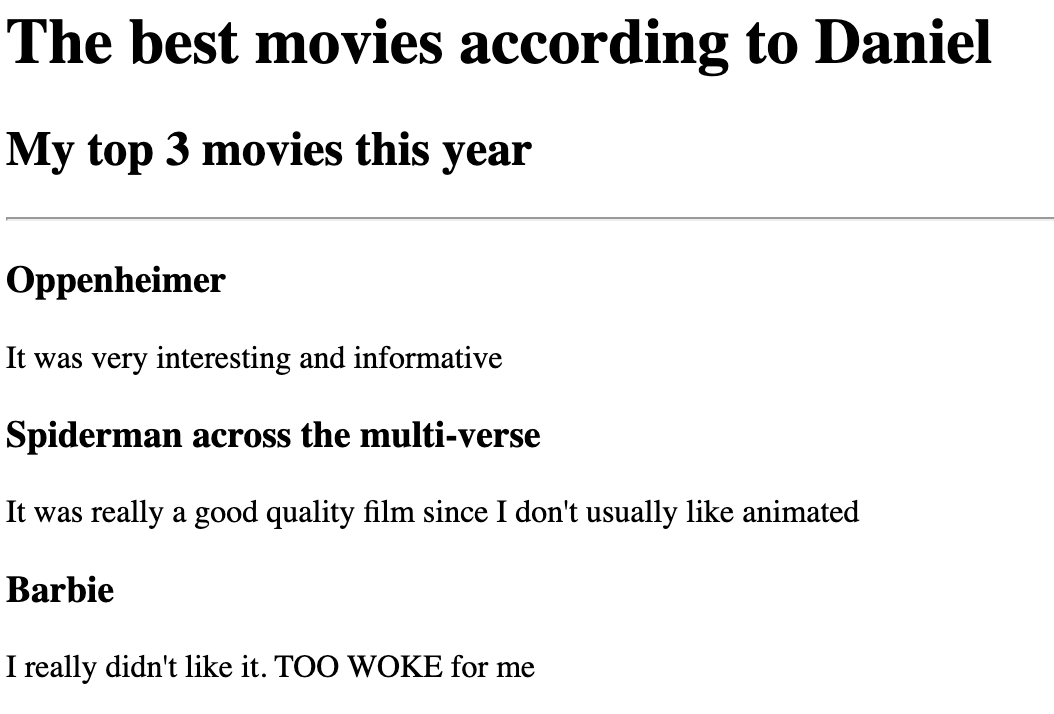 The best movies according to Daniel
My top 3 movies this year
Oppenheimer
It was very interesting and informative
Spiderman across the multi-verse
It was really a good quality film since I don't usually like animated
Barbie
I really didn't like it. TOO WOKE for me